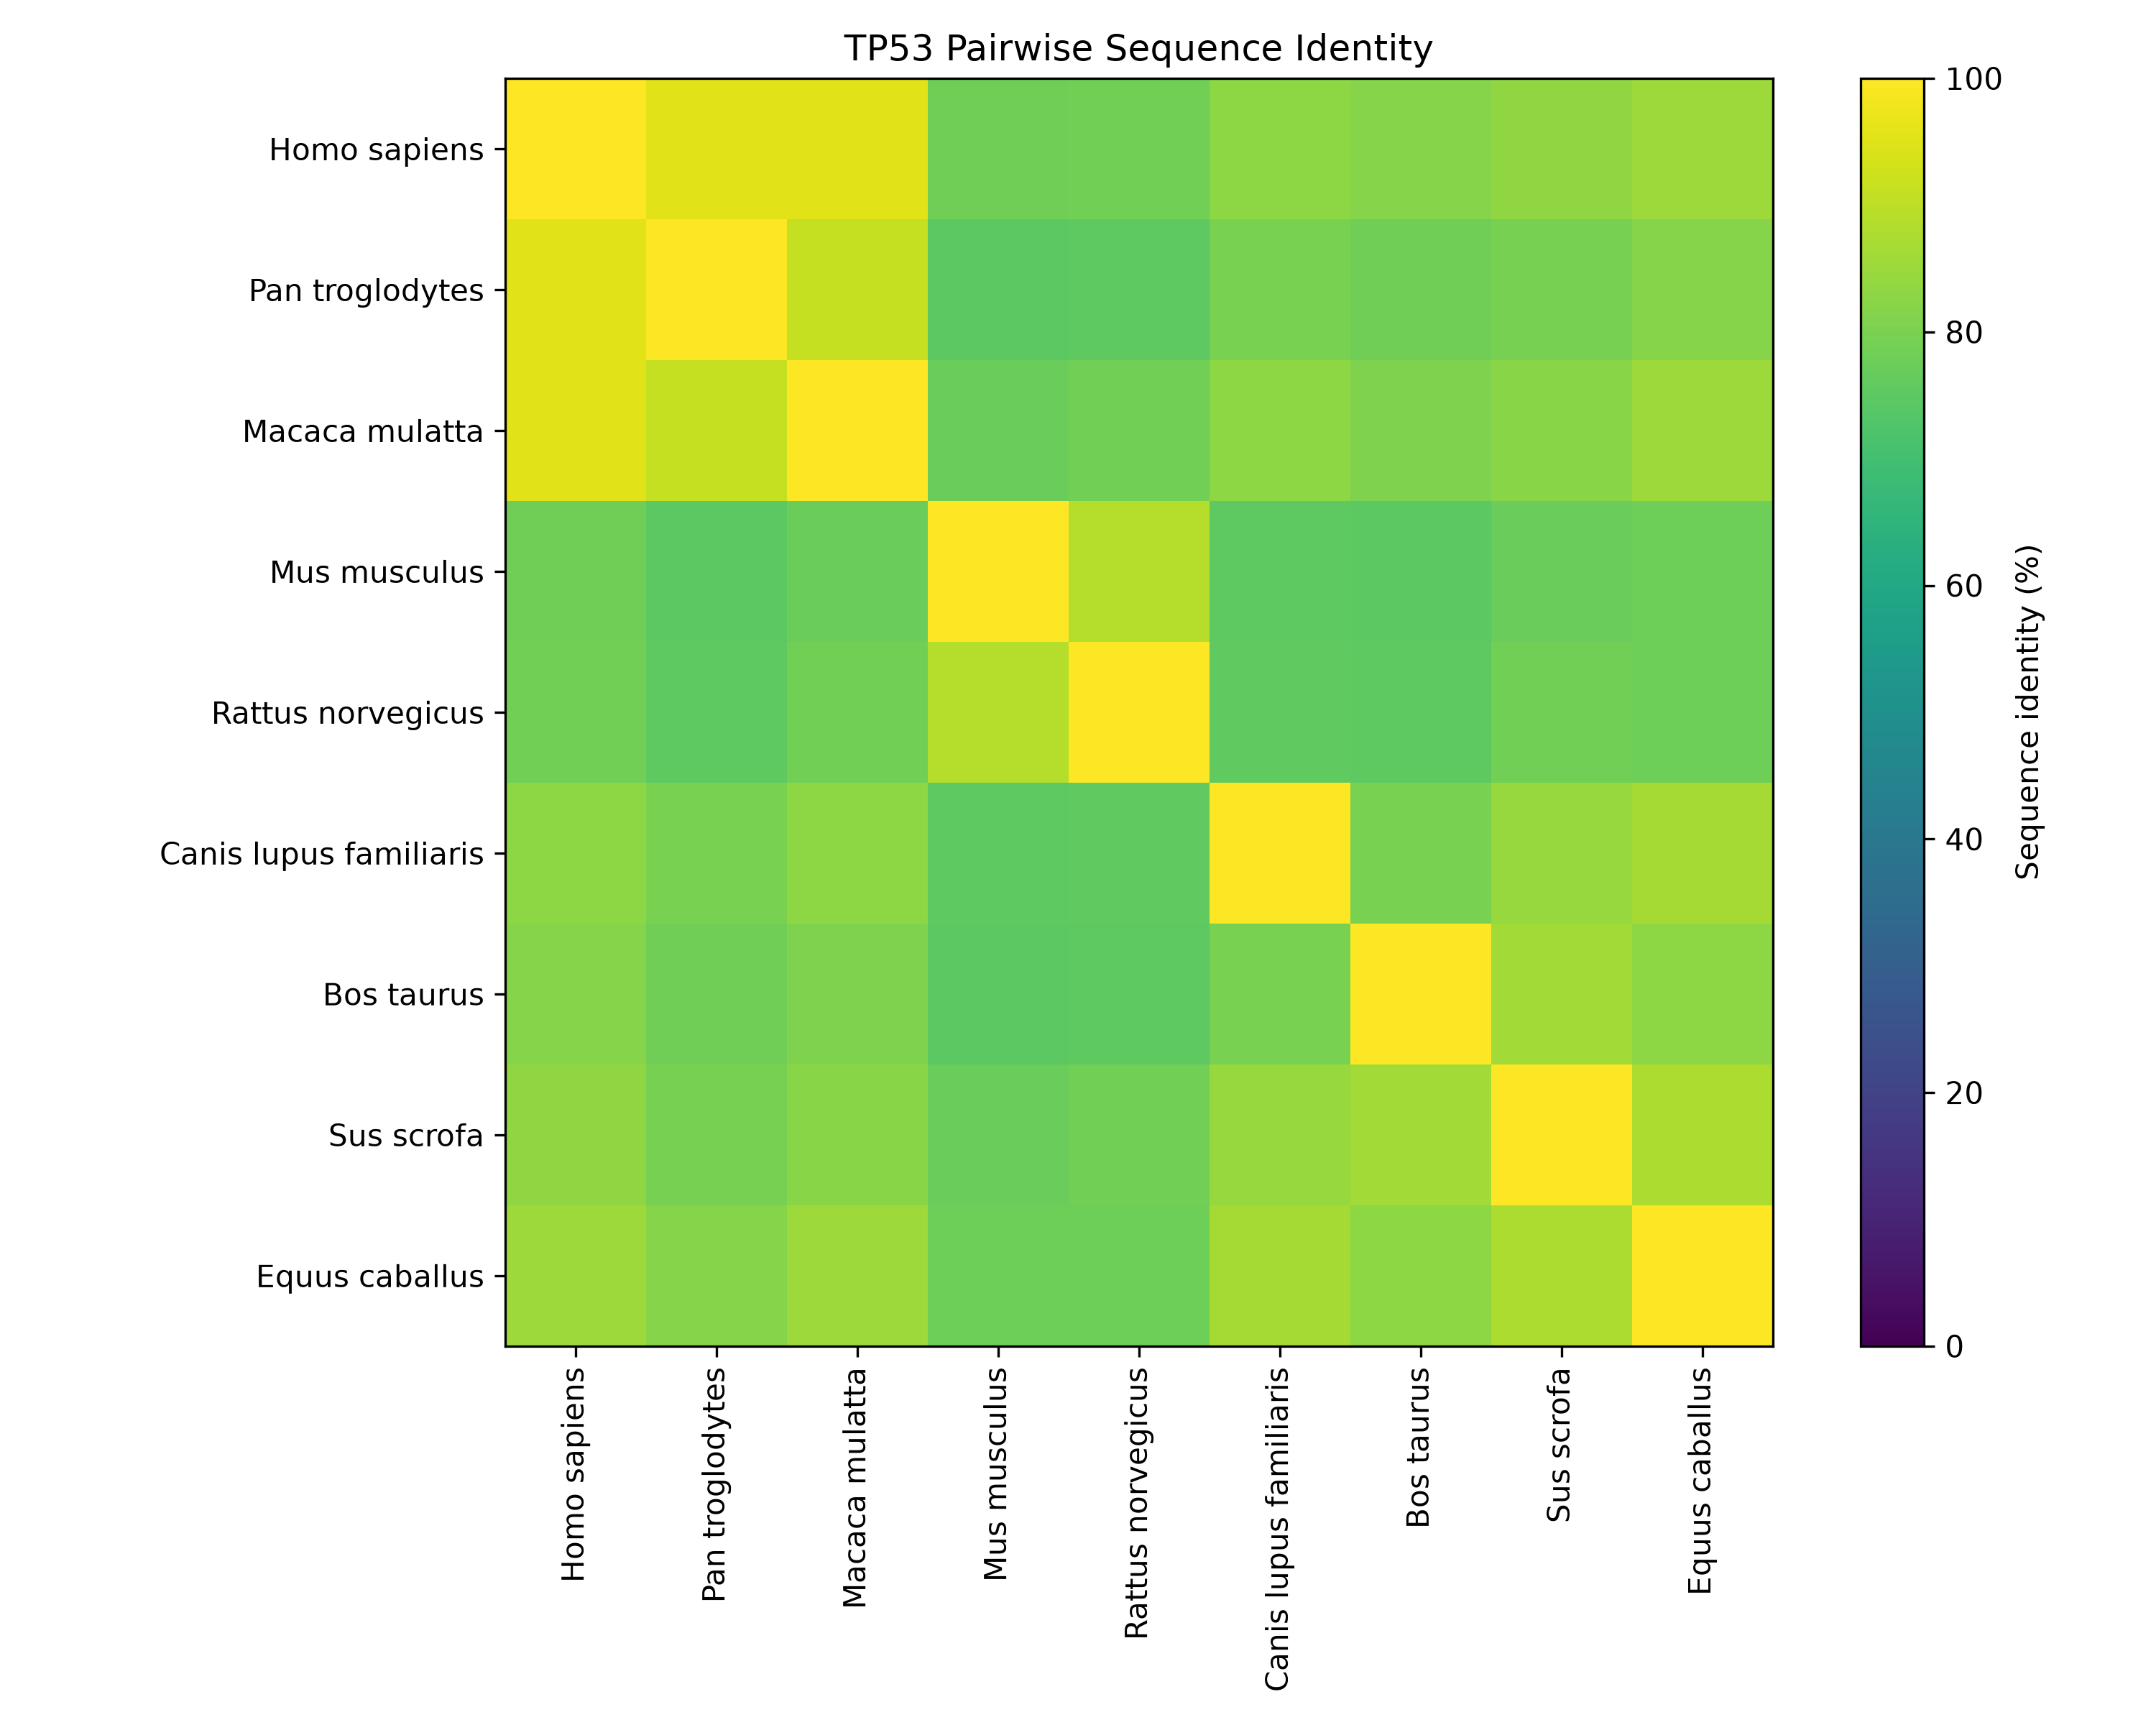 TP53 Pairwise Sequence Identity
Homo sapiens
Pan troglodytes
Macaca mulatta
Mus musculus
Rattus norvegicus
Canis lupus familiaris
Bos taurus
Sus scrofa
Equus caballus
Homo sapiens
Pan troglodytes
Macaca mulatta
Mus musculus
Rattus norvegicus
Canis lupus familiaris
Bos taurus
Sus scrofa
Equus caballus
100
80
60
40
20
0
Sequence identity (%)